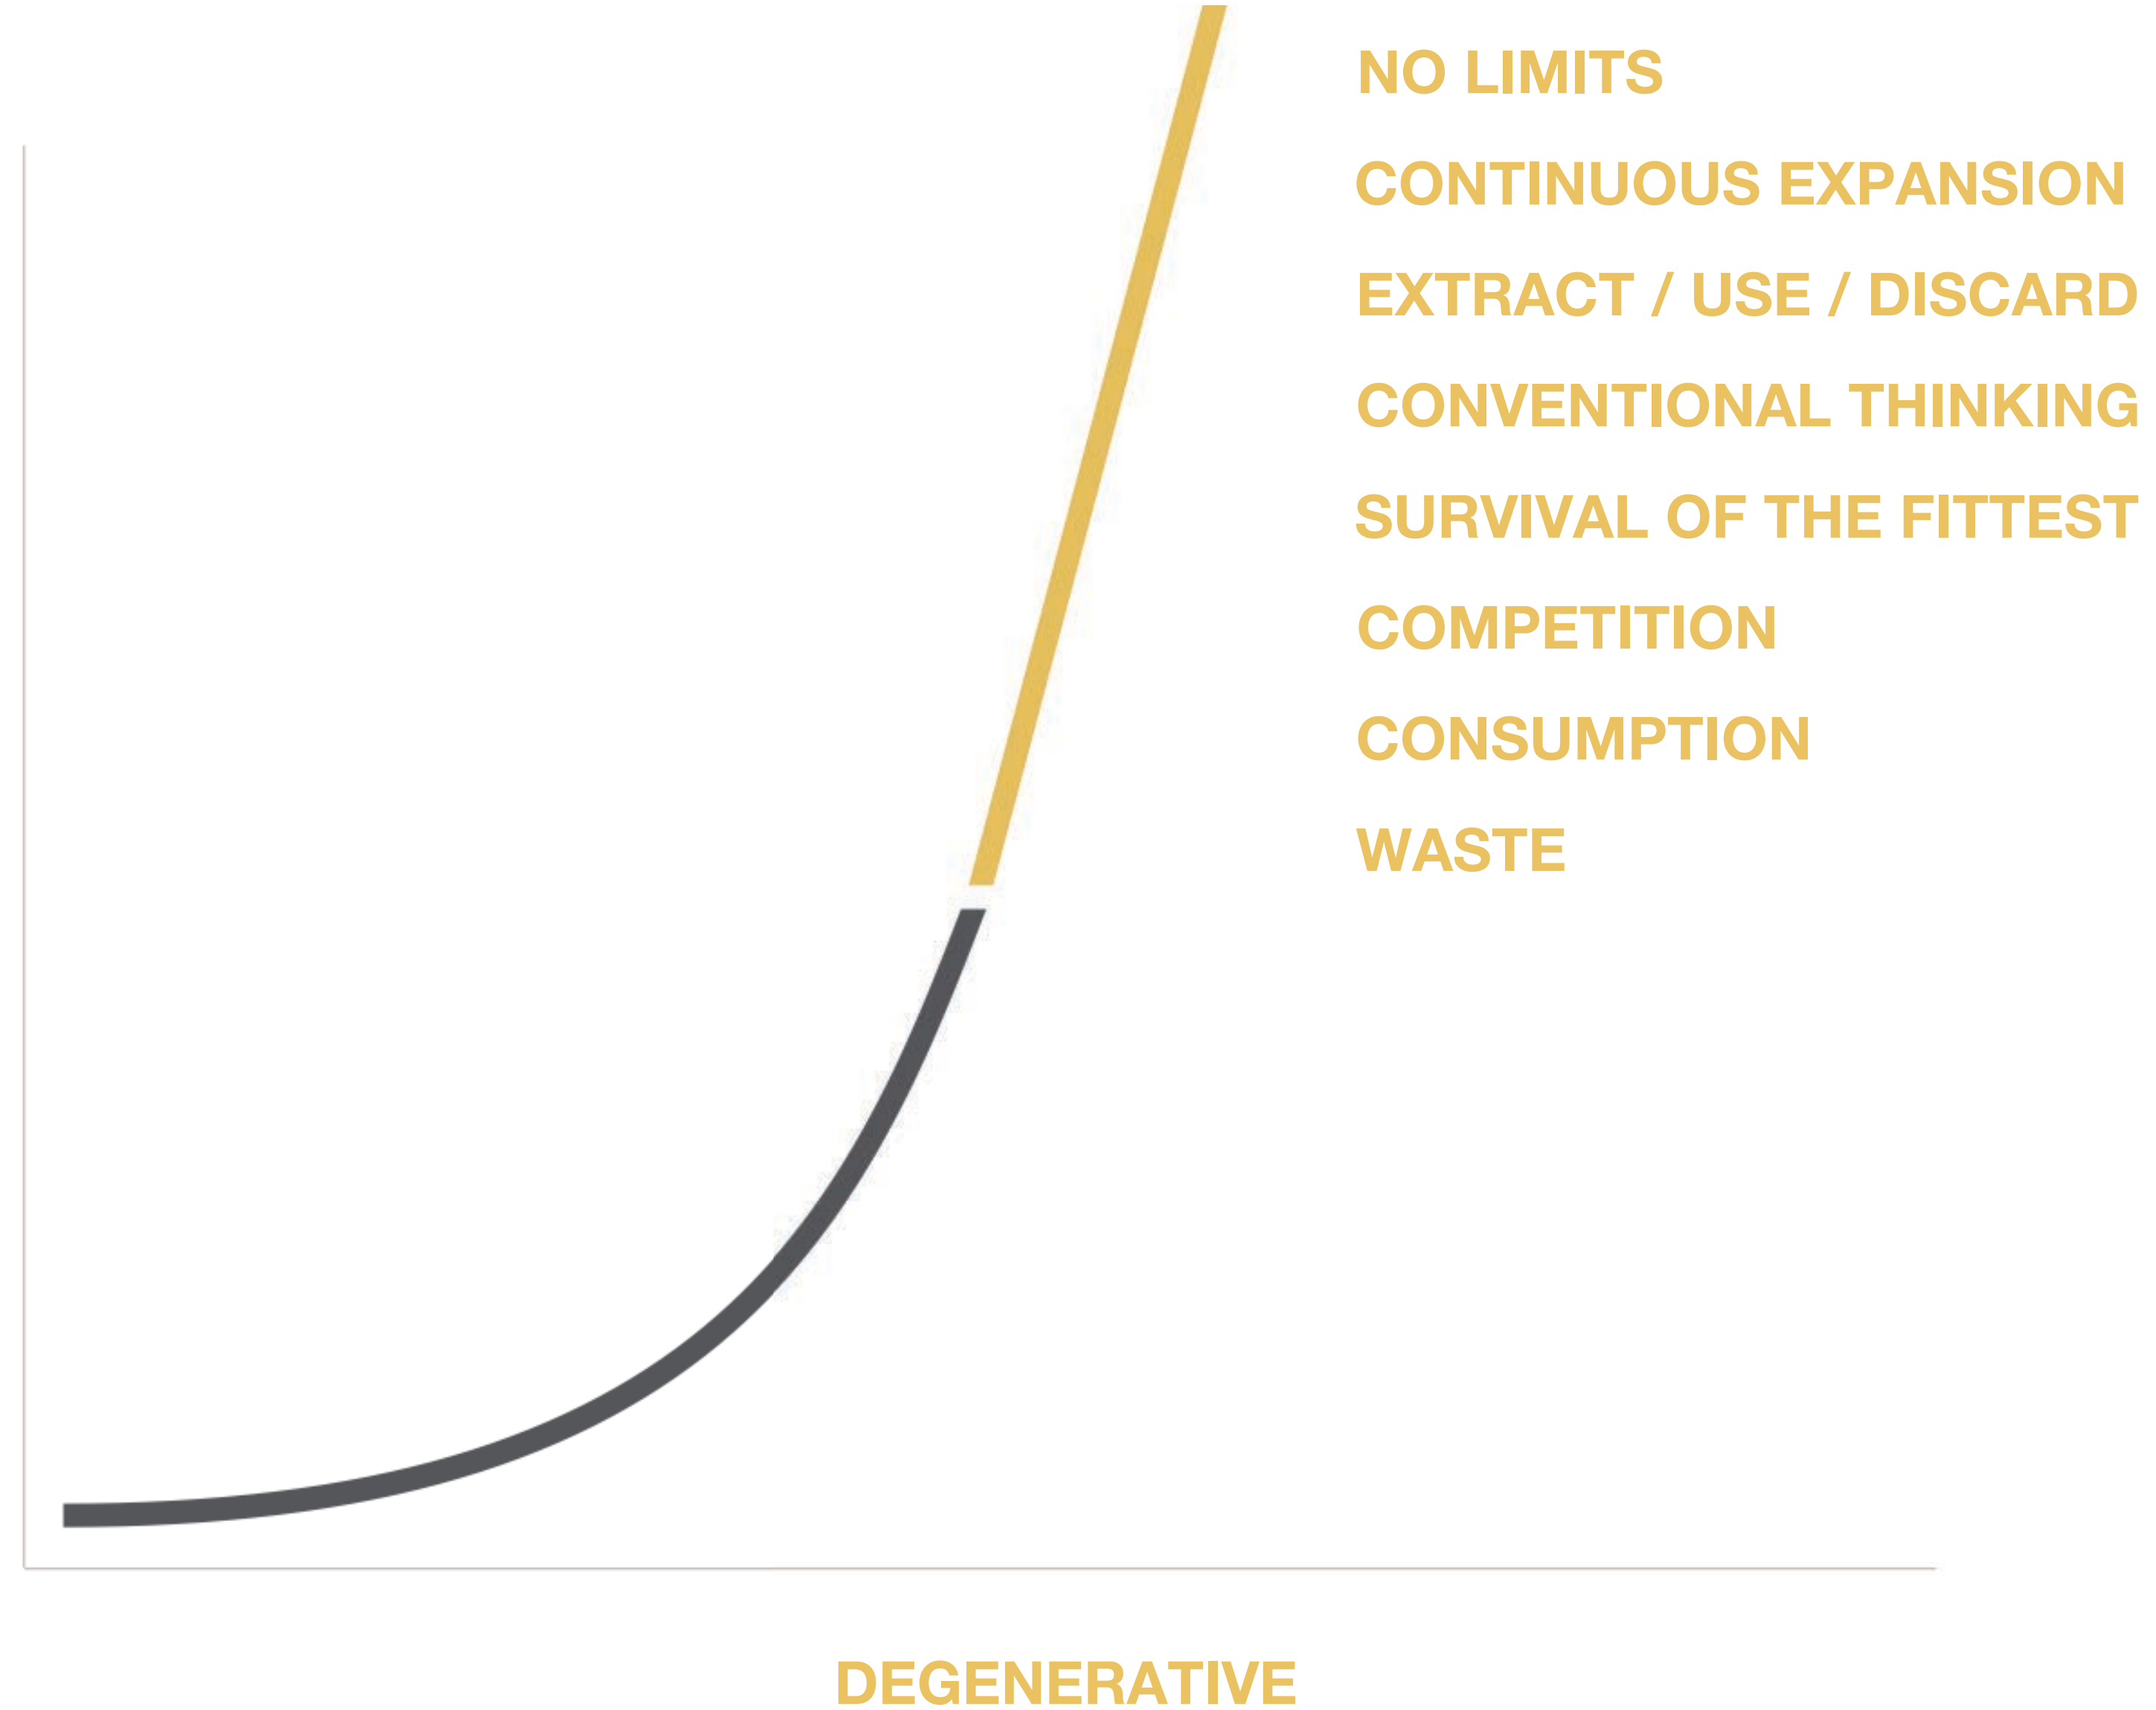 NO LIMITS
CONTINUOUS EXPANSION
EXTRACT / USE / DISCARD
CONVENTIONAL THINKING
SURVIVAL OF THE FITTEST
COMPETITION
CONSUMPTION
WASTE
DEGENERATIVE